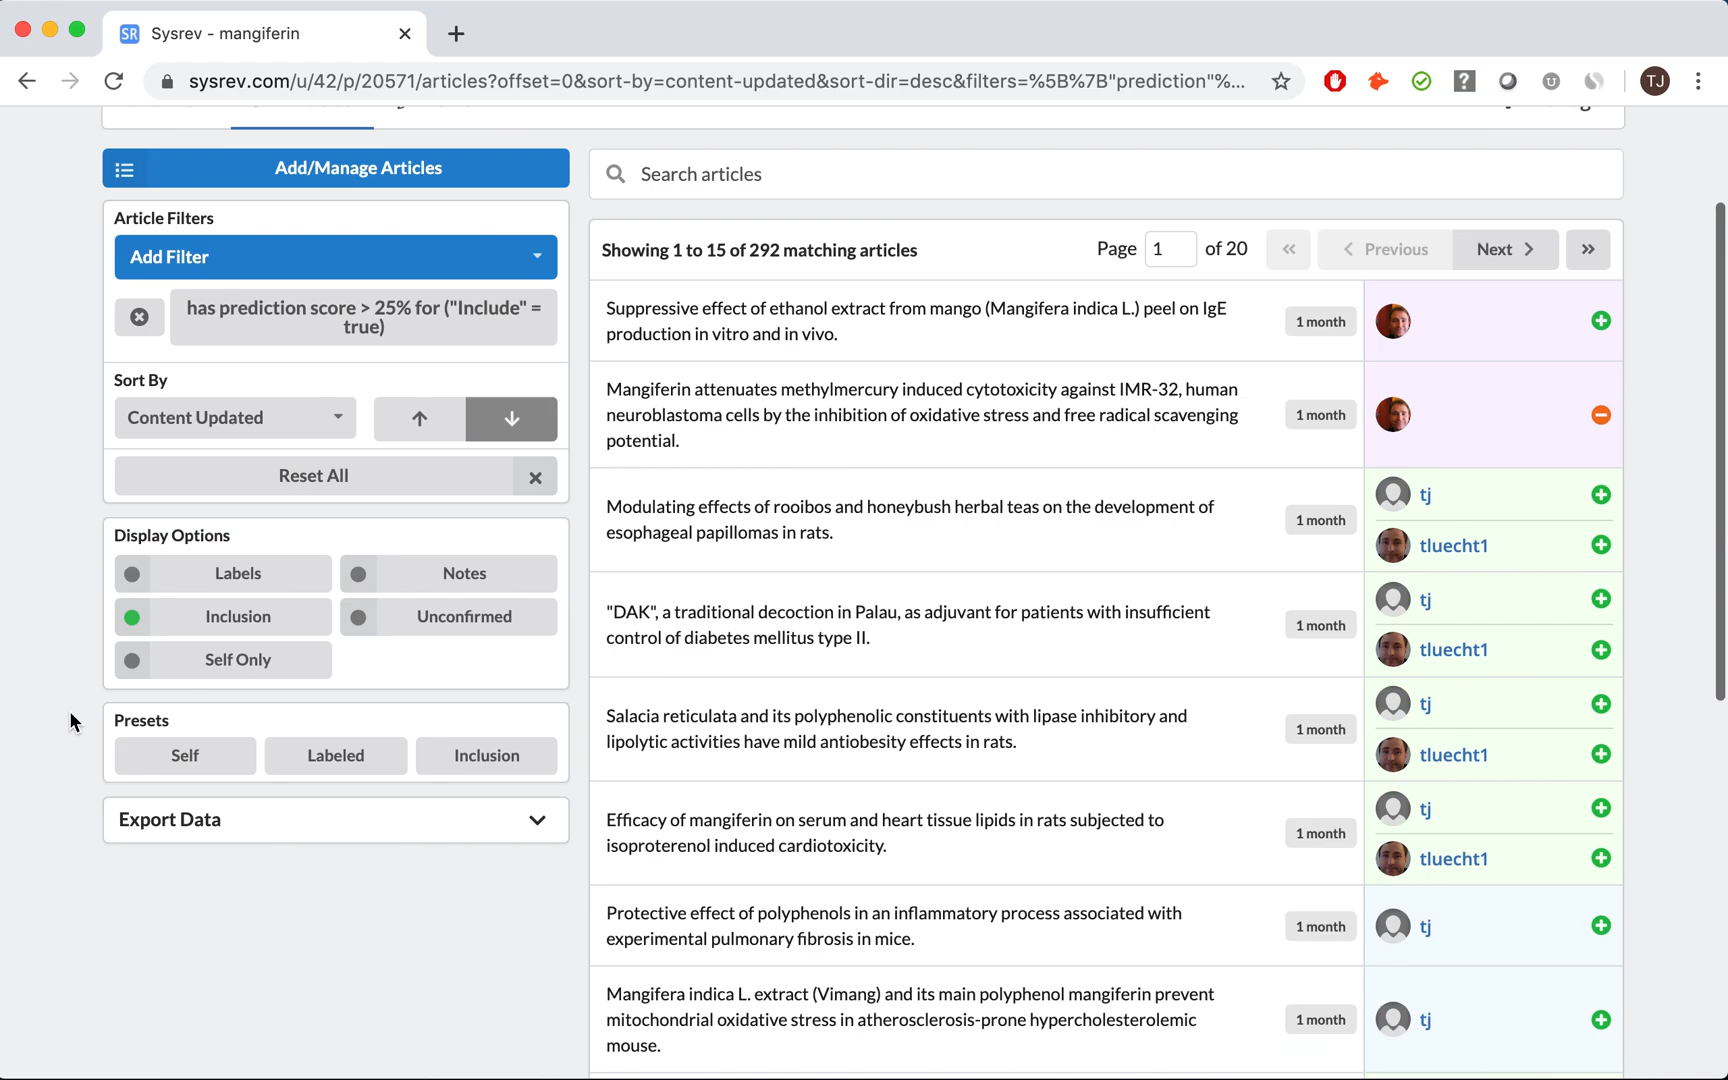 SR Sysrev - mangiferin
sysrev.com/u/42/p/20571/articles?offset=0&sort-by=content-updated&sort-dir=desc&filters=%5B%7B"prediction"%...
TJ
Add/Manage Articles
Search articles
Article Filters
Add Filter
has prediction score > 25% for ("Include" =
true)
Sort By
Content Updated
Reset All
Display Options
Labels
Notes
Inclusion
Unconfirmed
Self Only
Presets
Self
Labeled
Inclusion
Export Data
Showing 1 to 15 of 292 matching articles
Page 1 of 20
Previous
Next
Suppressive effect of ethanol extract from mango (Mangifera indica L.) peel on IgE
production in vitro and in vivo.
1 month
Mangiferin attenuates methylmercury induced cytotoxicity against IMR-32, human
neuroblastoma cells by the inhibition of oxidative stress and free radical scavenging
potential.
1 month
Modulating effects of rooibos and honeybush herbal teas on the development of
esophageal papillomas in rats.
1 month
tj
tluecht1
"DAK", a traditional decoction in Palau, as adjuvant for patients with insufficient
control of diabetes mellitus type II.
1 month
tj
tluecht1
Salacia reticulata and its polyphenolic constituents with lipase inhibitory and
lipolytic activities have mild antiobesity effects in rats.
1 month
tj
tluecht1
Efficacy of mangiferin on serum and heart tissue lipids in rats subjected to
isoproterenol induced cardiotoxicity.
1 month
tj
tluecht1
Protective effect of polyphenols in an inflammatory process associated with
experimental pulmonary fibrosis in mice.
1 month
tj
Mangifera indica L. extract (Vimang) and its main polyphenol mangiferin prevent
mitochondrial oxidative stress in atherosclerosis-prone hypercholesterolemic
mouse.
1 month
tj